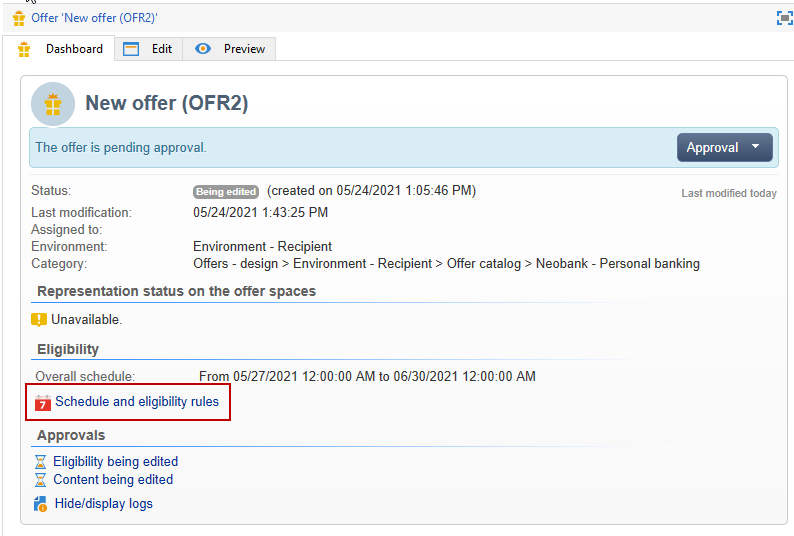 Offer 'New offer (OFR2)'
Dashboard Edit Preview
New offer (OFR2)
The offer is pending approval. Approval
Status: Being edited (created on 05/24/2021 1:05:46 PM) Last modified today
Last modification: 05/24/2021 1:43:25 PM
Assigned to:
Environment: Environment - Recipient
Category: Offers - design > Environment - Recipient > Offer catalog > Neobank - Personal banking
Representation status on the offer spaces
Unavailable.
Eligibility
Overall schedule: From 05/27/2021 12:00:00 AM to 06/30/2021 12:00:00 AM
7 Schedule and eligibility rules
Approvals
Eligibility being edited
Content being edited
Hide/display logs